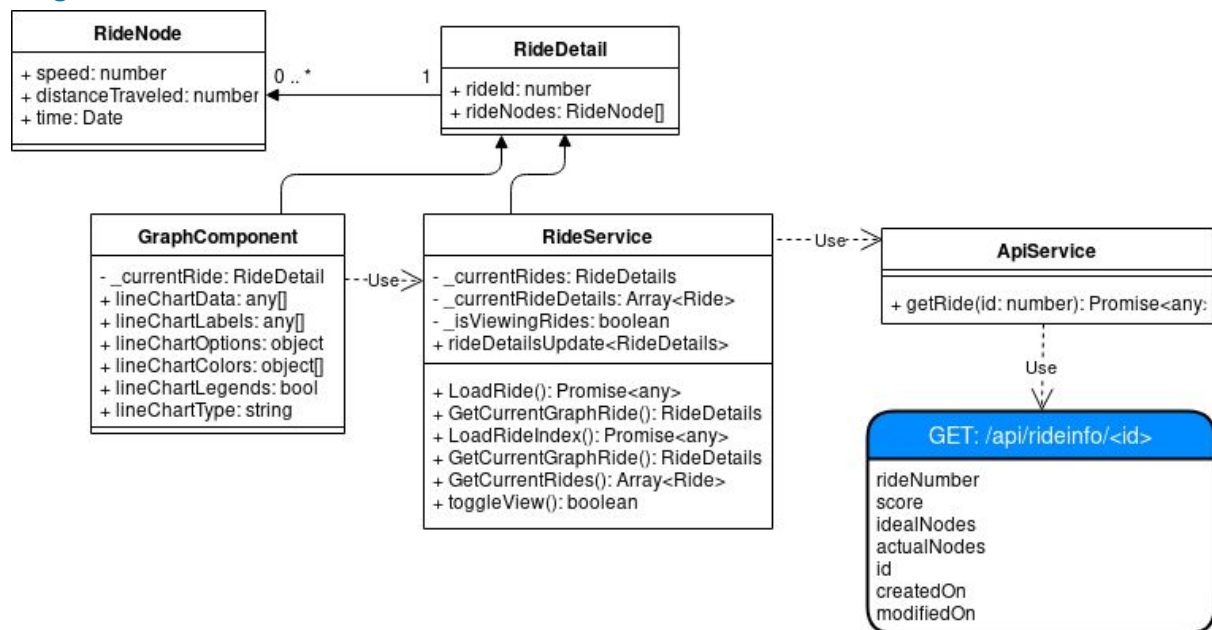 RideNode
+ speed: number
+ distanceTraveled: number
+ time: Date
0 .. *
1
RideDetail
+ rideId: number
+ rideNodes: RideNode[]
GraphComponent
- _currentRide: RideDetail
+ lineChartData: any[]
+ lineChartLabels: any[]
+ lineChartOptions: object
+ lineChartColors: object[]
+ lineChartLegends: bool
+ lineChartType: string
Use
RideService
- _currentRides: RideDetails
- _currentRideDetails: Array<Ride>
- _isViewingRides: boolean
+ rideDetailsUpdate<RideDetails>
+ LoadRide(): Promise<any>
+ GetCurrentGraphRide(): RideDetails
+ LoadRideIndex(): Promise<any>
+ GetCurrentGraphRide(): RideDetails
+ GetCurrentRides(): Array<Ride>
+ toggleView(): boolean
Use
ApiService
+ getRide(id: number): Promise<any:
Use
GET: /api/rideinfo/<id>
rideNumber
score
idealNodes
actualNodes
id
createdOn
modifiedOn